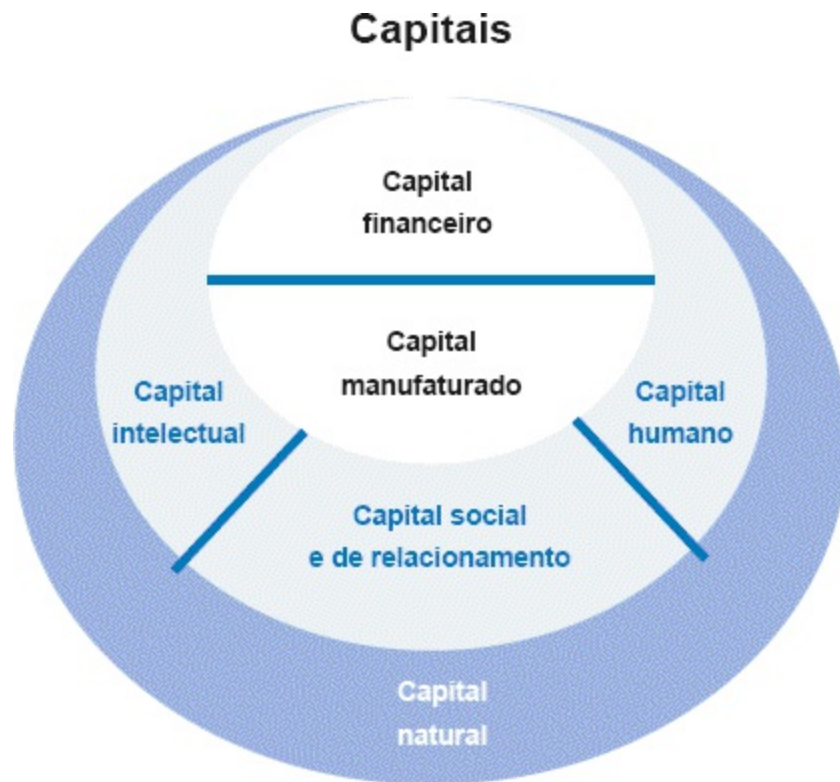 Capitais
Capital
financeiro
Capital
manufaturado
Capital
intelectual
Capital
humano
Capital social
e de relacionamento
Capital
natural